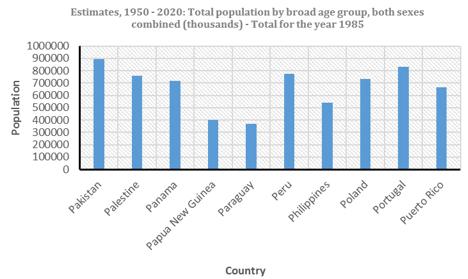 Estimates, 1950 - 2020: Total population by broad age group, both sexes
combined (thousands) - Total for the year 1985
Population
1000000
900000
800000
700000
600000
500000
400000
300000
200000
100000
0
Pakistan
Palestine
Panama
Papua New Guinea
Paraguay
Peru
Philippines
Poland
Portugal
Puerto Rico
Country